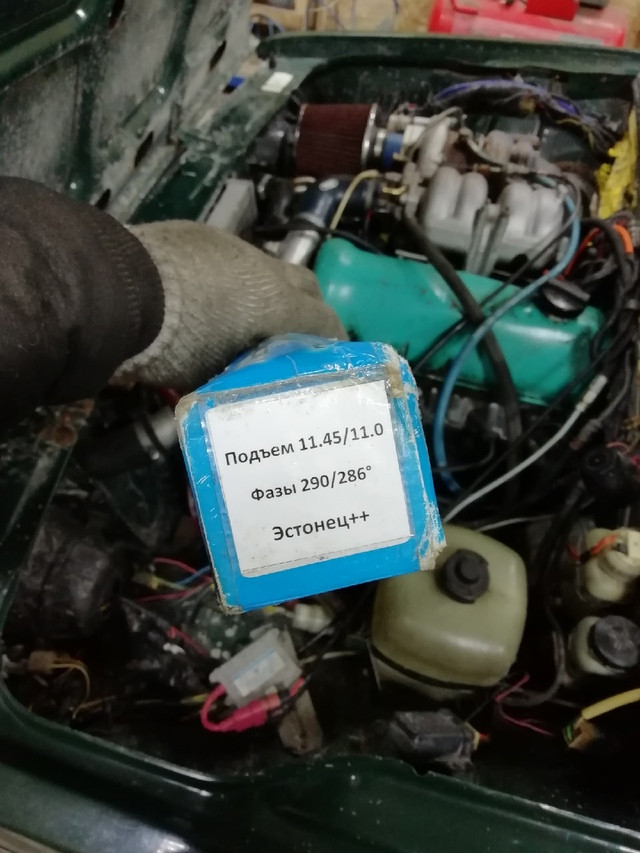 Подъем 11.45/11.0
Фазы 290/286°
Эстонец++